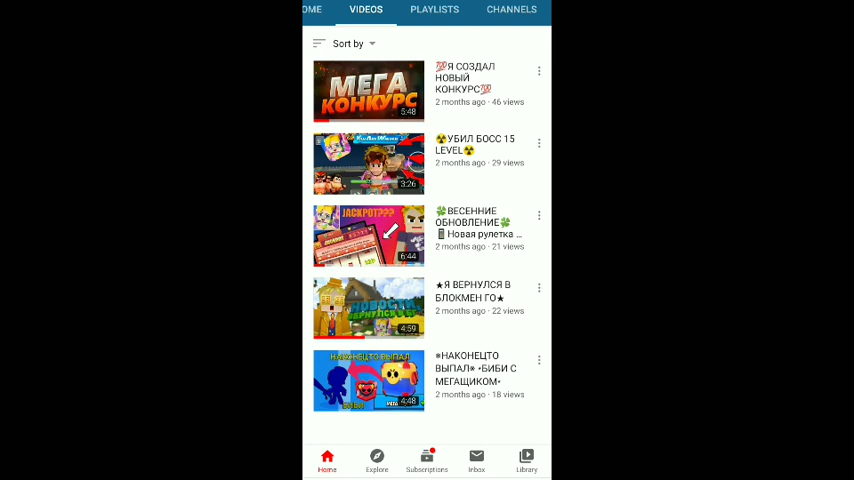 OME VIDEOS PLAYLISTS CHANNELS
Sort by
МЕГА
КОНКУРС
5:48
💯Я СОЗДАЛ
НОВЫЙ
КОНКУРС💯
2 months ago · 46 views
3:26
☢УБИЛ БОСС 15
LEVEL☢
2 months ago · 29 views
JACKPOT???
6:44
🍀ВЕСЕННИЕ
ОБНОВЛЕНИЕ🍀
🖩Новая рулетка ...
2 months ago · 21 views
НОВОСТИ
4:59
★Я ВЕРНУЛСЯ В
БЛОКМЕН ГО★
2 months ago · 22 views
НАКОНЕЦТО ВЫПАЛ
4:48
※НАКОНЕЦТО
ВЫПАЛ※ •БИБИ С
МЕГАЩИКОМ•
2 months ago · 18 views
Home Explore Subscriptions Inbox Library